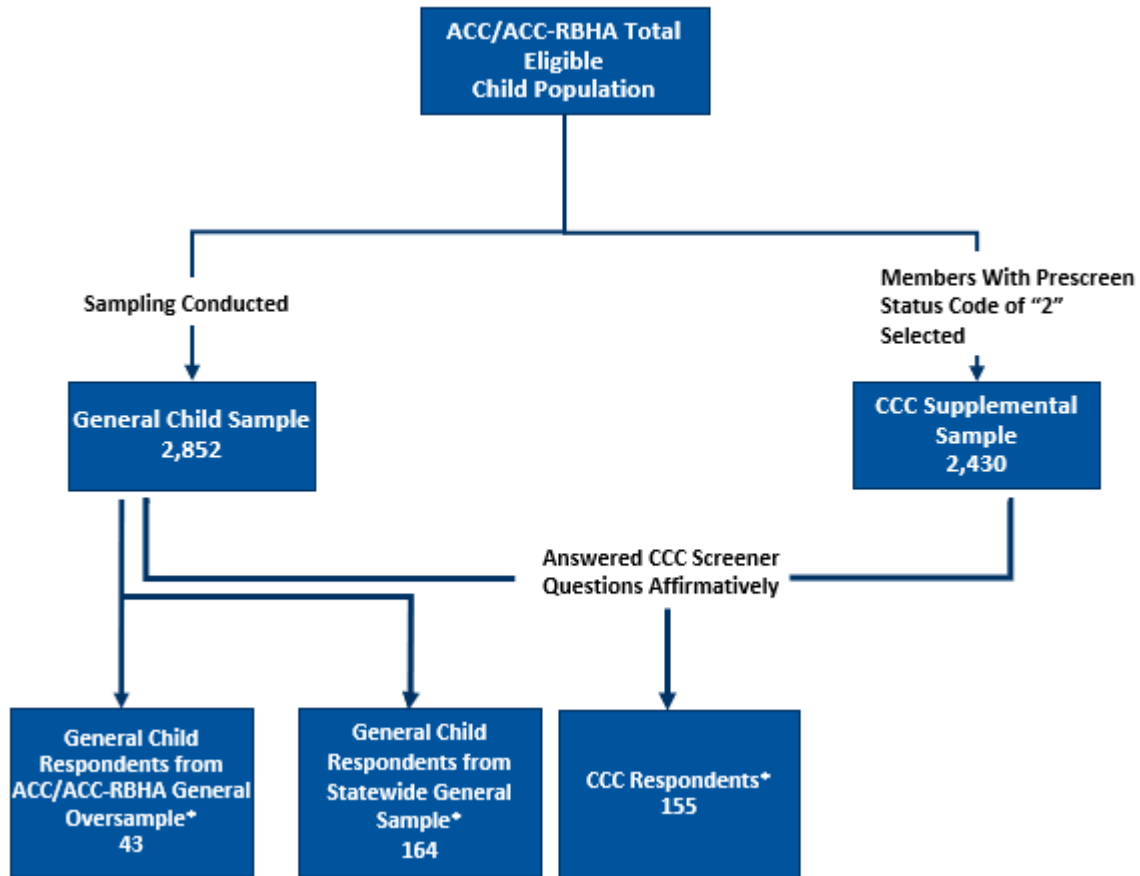 ACC/ACC-RBHA Total
Eligible
Child Population
Sampling Conducted
Members With Prescreen
Status Code of “2”
Selected
General Child Sample
2,852
CCC Supplemental
Sample
2,430
Answered CCC Screener
Questions Affirmatively
General Child
Respondents from
ACC/ACC-RBHA General
Oversample*
43
General Child
Respondents from
Statewide General
Sample*
164
CCC Respondents*
155